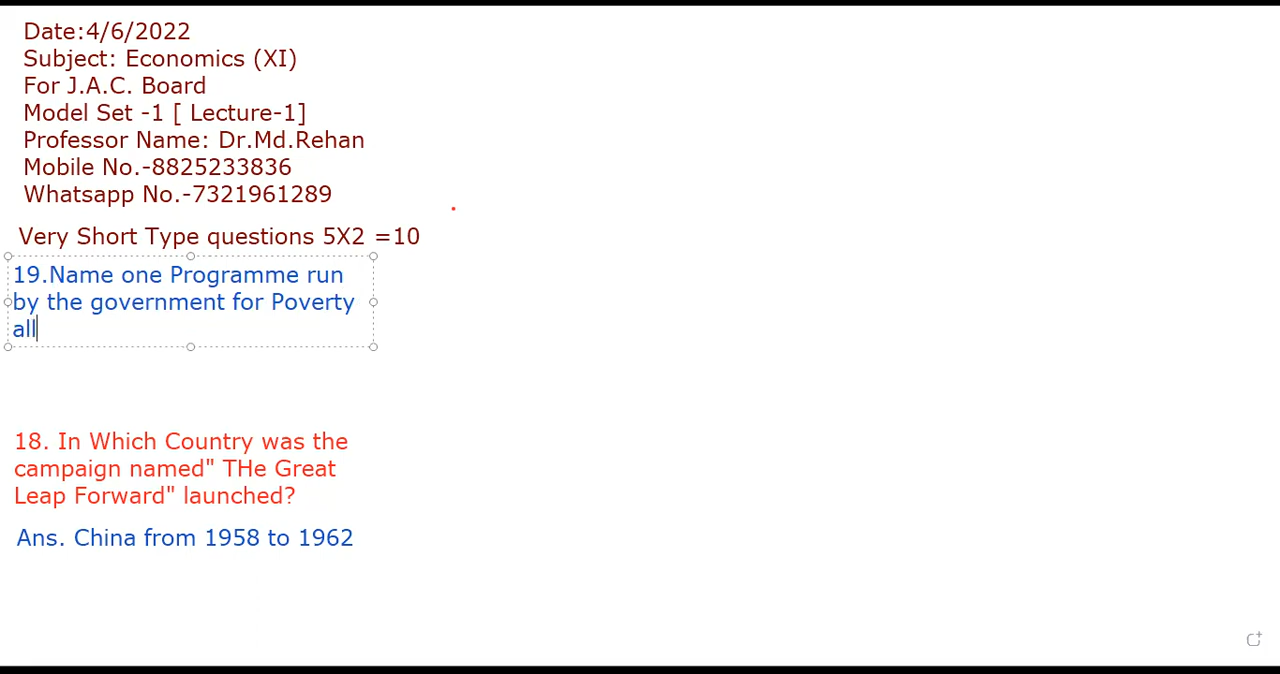 Date:4/6/2022
Subject: Economics (XI)
For J.A.C. Board
Model Set -1 [ Lecture-1]
Professor Name: Dr.Md.Rehan
Mobile No.-8825233836
Whatsapp No.-7321961289
Very Short Type questions 5X2 =10
19.Name one Programme run
by the government for Poverty
all
18. In Which Country was the
campaign named" THe Great
Leap Forward" launched?
Ans. China from 1958 to 1962